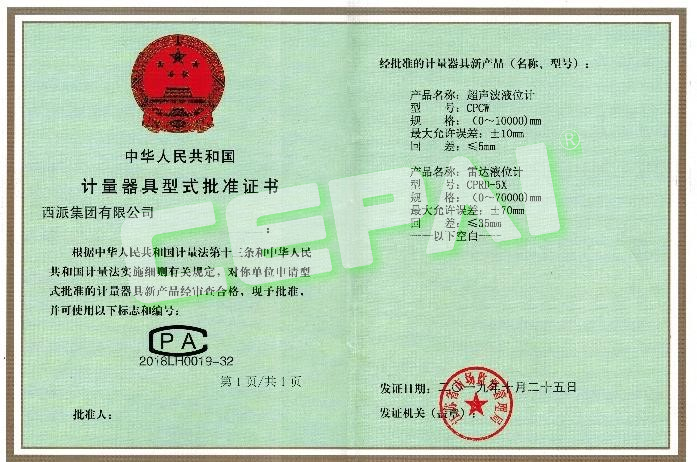 中华人民共和国
计量器具型式批准证书
西派集团有限公司
：
根据中华人民共和国计量法第十三条和中华人民
共和国计量法实施细则有关规定，对你单位申请型
式批准的计量器具新产品经审查合格，现予批准，
并可使用以下标志和编号：
CPA
2018LH0019-32
第1页/共1页
批准人：
经批准的计量器具新产品（名称、型号）：
产品名称：超声波液位计
型 号：CPCW
规 格：（0～10000)mm
最大允许误差：±10mm
回 差：≤5mm
产品名称：雷达液位计
型 号：CPRD-5X
规 格：（0～70000)mm
最大允许误差：±70mm
回 差：≤35mm
——以下空白——
发证日期：二〇一九年十月二十五日
发证机关（盖章）：
江苏省市场监督管理局
CEPAI®